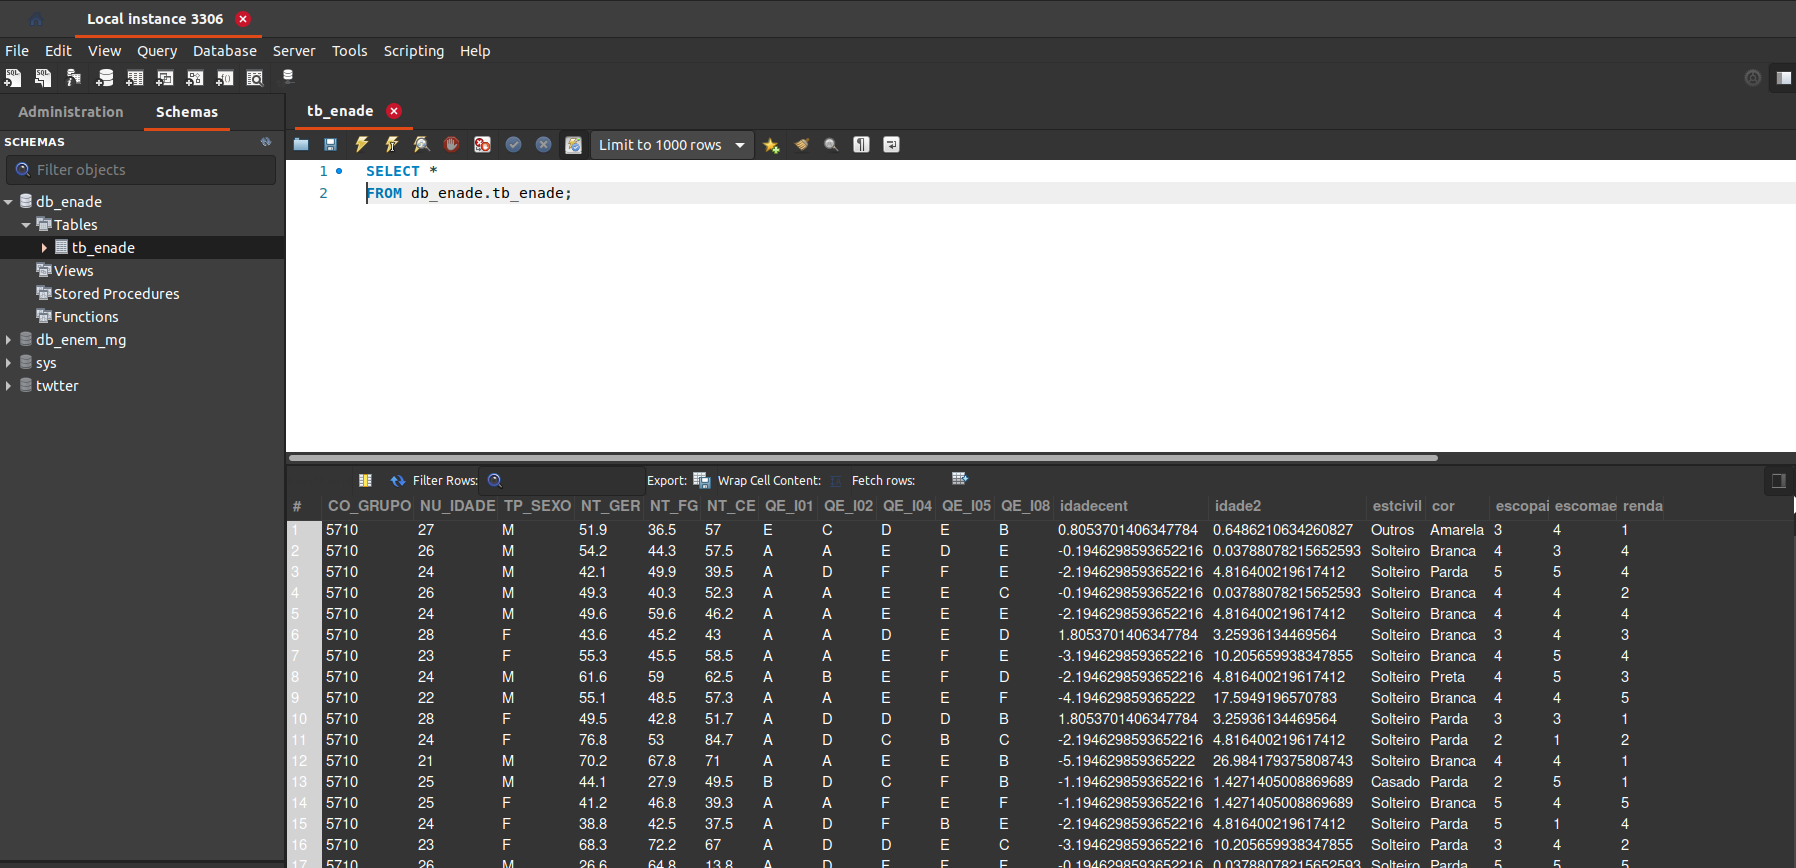 Local instance 3306
File Edit View Query Database Server Tools Scripting Help
Administration Schemas
SCHEMAS
Filter objects
db_enade
Tables
tb_enade
Views
Stored Procedures
Functions
db_enem_mg
sys
twtter
tb_enade
Limit to 1000 rows
1 SELECT *
2 FROM db_enade.tb_enade;
Filter Rows: Export: Wrap Cell Content: Fetch rows:
# CO_GRUPO NU_IDADE TP_SEXO NT_GER NT_FG NT_CE QE_I01 QE_I02 QE_I04 QE_I05 QE_I08 idadecent idade2 estcivil cor escopai escomae renda
1 5710 27 M 51.9 36.5 57 E C D E B 0.8053701406347784 0.6486210634260827 Outros Amarela 3 4 1
2 5710 26 M 54.2 44.3 57.5 A A E D E -0.1946298593652216 0.03788078215652593 Solteiro Branca 4 3 4
3 5710 24 M 42.1 49.9 39.5 A D F F E -2.1946298593652216 4.816400219617412 Solteiro Parda 5 5 4
4 5710 26 M 49.3 40.3 52.3 A A E E C -0.1946298593652216 0.03788078215652593 Solteiro Branca 4 4 2
5 5710 24 M 49.6 59.6 46.2 A A E E E -2.1946298593652216 4.816400219617412 Solteiro Branca 4 4 4
6 5710 28 F 43.6 45.2 43 A A D E D 1.8053701406347784 3.25936134469564 Solteiro Branca 3 4 3
7 5710 23 F 55.3 45.5 58.5 A A E F E -3.1946298593652216 10.205659938347855 Solteiro Branca 4 5 4
8 5710 24 M 61.6 59 62.5 A B E F D -2.1946298593652216 4.816400219617412 Solteiro Preta 4 5 3
9 5710 22 M 55.1 48.5 57.3 A A E E F -4.194629859365222 17.5949196570783 Solteiro Branca 4 4 5
10 5710 28 F 49.5 42.8 51.7 A D D D B 1.8053701406347784 3.25936134469564 Solteiro Parda 3 3 1
11 5710 24 F 76.8 53 84.7 A D C B C -2.1946298593652216 4.816400219617412 Solteiro Parda 2 1 2
12 5710 21 M 70.2 67.8 71 A A E E B -5.194629859365222 26.984179375808743 Solteiro Branca 4 4 1
13 5710 25 M 44.1 27.9 49.5 B D C F B -1.1946298593652216 1.4271405008869689 Casado Parda 2 5 1
14 5710 25 F 41.2 46.8 39.3 A A F E F -1.1946298593652216 1.4271405008869689 Solteiro Branca 5 4 5
15 5710 24 F 38.8 42.5 37.5 A D F B E -2.1946298593652216 4.816400219617412 Solteiro Parda 5 1 4
16 5710 23 F 68.3 72.2 67 A D D E C -3.1946298593652216 10.205659938347855 Solteiro Parda 3 4 2
17 5710 26 M 26.6 64.8 13.8 A D E E E -0.1946298593652216 0.03788078215652593 Solteiro Parda 5 5 5